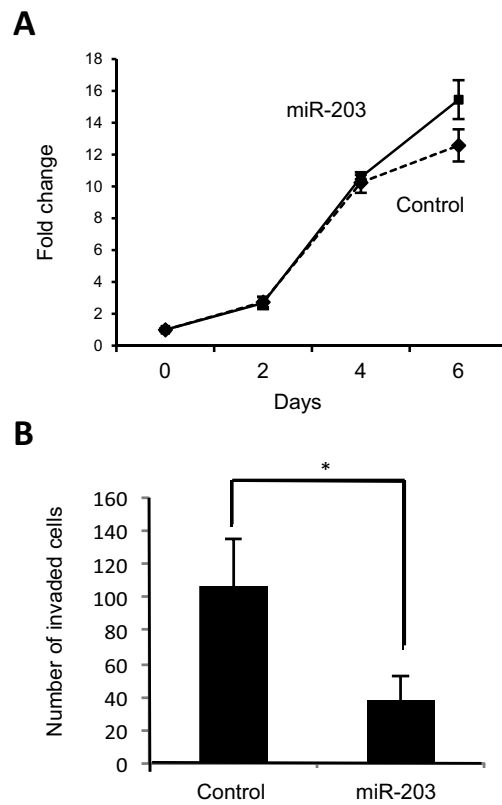 A
18
16
14
12
10
8
6
4
2
0
Fold change
miR-203
Control
0 2 4 6
Days
B
160
140
120
100
80
60
40
20
0
Number of invaded cells
*
Control miR-203